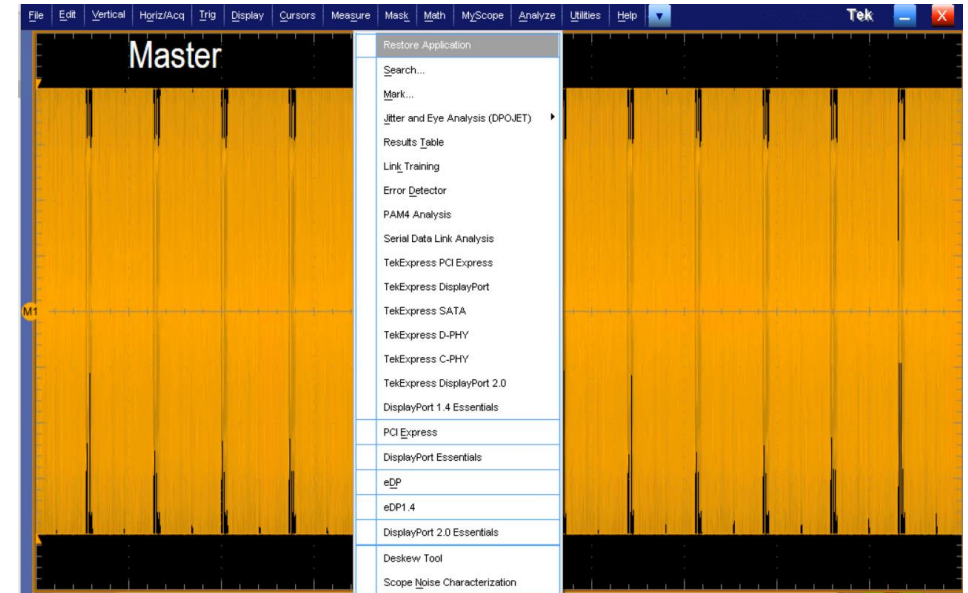 File Edit Vertical Horiz/Acq Trig Display Cursors Measure Mask Math MyScope Analyze Utilities Help Tek X
Master
Restore Application
Search...
Mark...
Jitter and Eye Analysis (DPOJET)
Results Table
Link Training
Error Detector
PAM4 Analysis
Serial Data Link Analysis
TekExpress PCI Express
TekExpress DisplayPort
TekExpress SATA
M1
TekExpress D-PHY
TekExpress C-PHY
TekExpress DisplayPort 2.0
DisplayPort 1.4 Essentials
PCI Express
DisplayPort Essentials
eDP
eDP1.4
DisplayPort 2.0 Essentials
Deskew Tool
Scope Noise Characterization